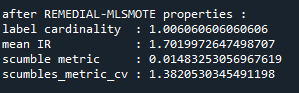 after REMEDIAL-MLSMOTE properties :
label cardinality  : 1.006060606060606
mean IR            : 1.7019972647498707
scumble metric     : 0.01483253056967619
scumbles_metric_cv : 1.3820530345491198